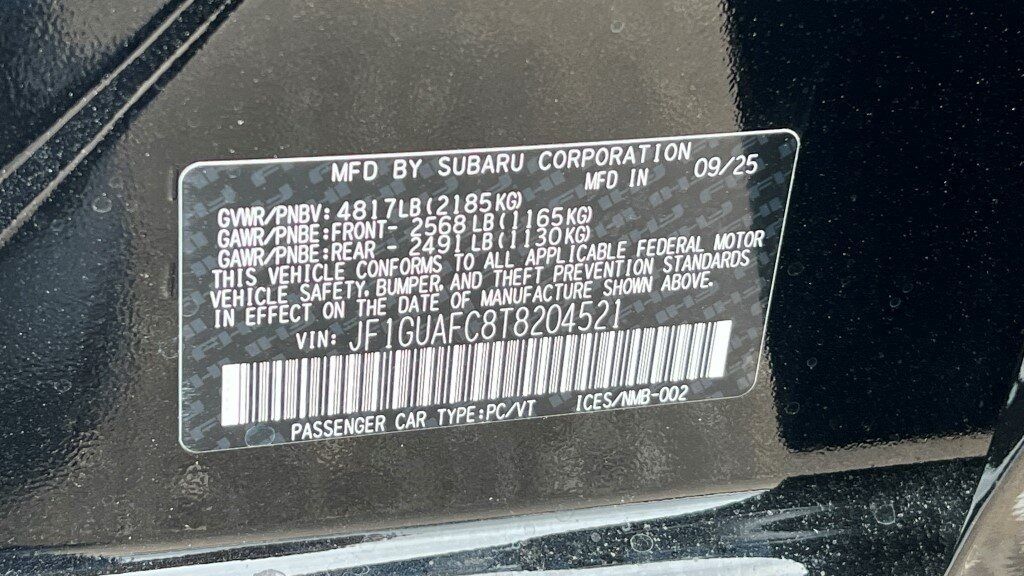 MFD BY SUBARU CORPORATION
MFD IN 09/25
GVWR/PNBV: 4817LB(2185KG)
GAWR/PNBE:FRONT- 2568LB(1165KG)
GAWR/PNBE:REAR 2491LB(1130KG)
THIS VEHICLE CONFORMS TO ALL APPLICABLE FEDERAL MOTOR
VEHICLE SAFETY, BUMPER, AND THEFT PREVENTION STANDARDS
IN EFFECT ON THE DATE OF MANUFACTURE SHOWN ABOVE.
VIN: JF1GUAFC8T8204521
PASSENGER CAR TYPE:PC/VT ICES/NMB-002